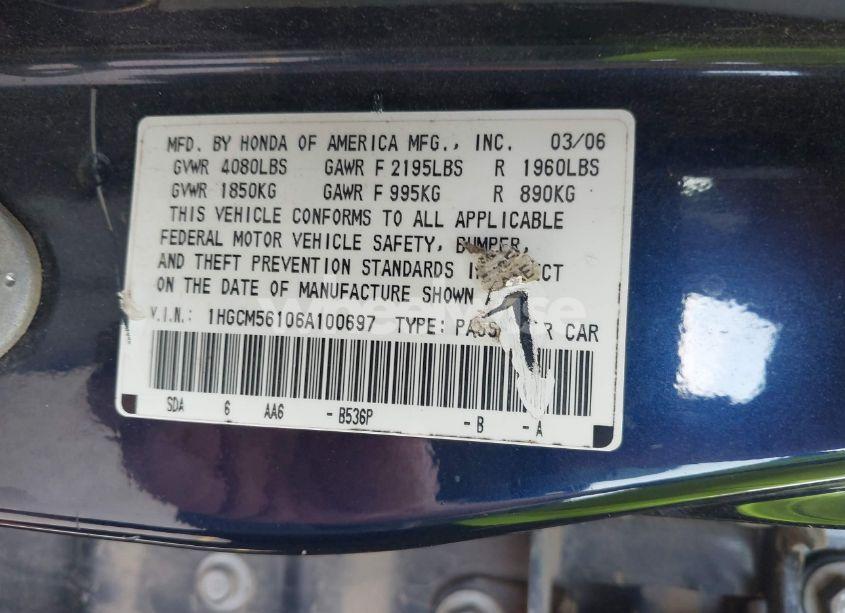 MFD. BY HONDA OF AMERICA MFG., INC. 03/06
GVWR 4080LBS GAWR F 2195LBS R 1960LBS
GVWR 1850KG GAWR F 995KG R 890KG
THIS VEHICLE CONFORMS TO ALL APPLICABLE
FEDERAL MOTOR VEHICLE SAFETY, BUMPER,
AND THEFT PREVENTION STANDARDS IN
ON THE DATE OF MANUFACTURE SHOWN
V.I.N.: 1HGCM56106A100697 TYPE: CAR
SDA 6 AA6 - B536P - B - A